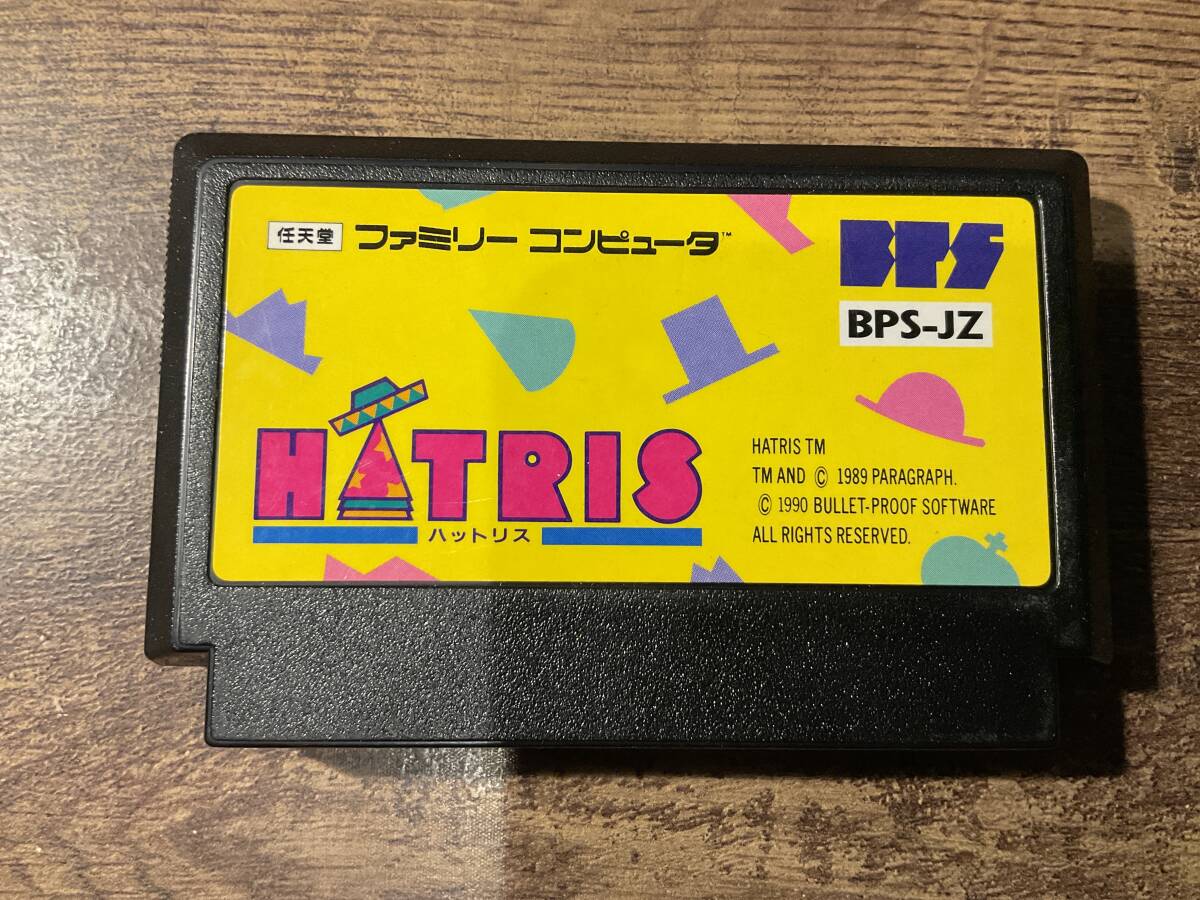 任天堂 ファミリー コンピュータ™
BPS
BPS-JZ
HATRIS
ハットリス
HATRIS TM
TM AND © 1989 PARAGRAPH.
© 1990 BULLET-PROOF SOFTWARE
ALL RIGHTS RESERVED.